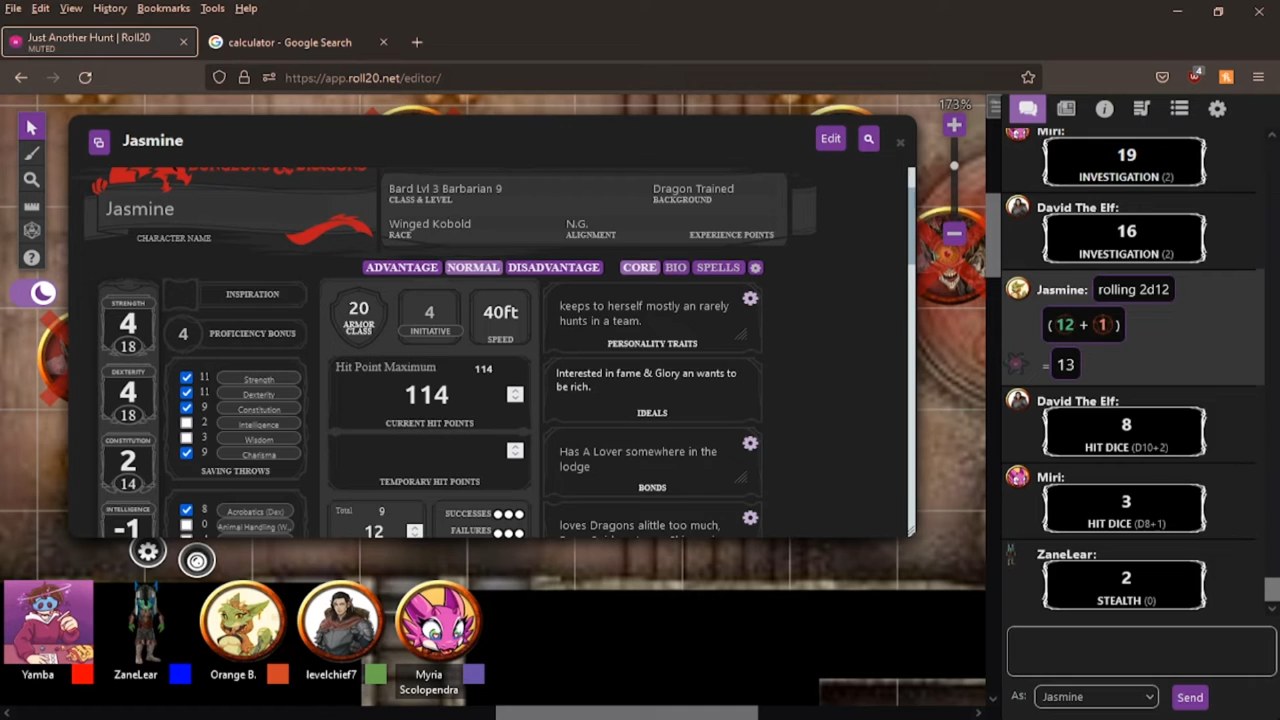 File Edit View History Bookmarks Tools Help
Just Another Hunt | Roll20
MUTED
calculator - Google Search
https://app.roll20.net/editor/
4
173%
Jasmine
Edit
DUNGEONS & DRAGONS
Jasmine
CHARACTER NAME
Bard Lvl 3 Barbarian 9
CLASS & LEVEL
Dragon Trained
BACKGROUND
Winged Kobold
RACE
N.G.
ALIGNMENT
EXPERIENCE POINTS
ADVANTAGE NORMAL DISADVANTAGE
CORE BIO SPELLS
STRENGTH
4
18
DEXTERITY
4
18
CONSTITUTION
2
14
INTELLIGENCE
-1
INSPIRATION
4 PROFICIENCY BONUS
11 Strength
11 Dexterity
9 Constitution
2 Intelligence
3 Wisdom
9 Charisma
SAVING THROWS
8 Acrobatics (Dex)
0 Animal Handling (W...
20
ARMOR
CLASS
4
INITIATIVE
40ft
SPEED
Hit Point Maximum 114
114
CURRENT HIT POINTS
TEMPORARY HIT POINTS
Total 9
12
SUCCESSES
FAILURES
keeps to herself mostly an rarely
hunts in a team.
PERSONALITY TRAITS
Interested in fame & Glory an wants to
be rich.
IDEALS
Has A Lover somewhere in the
lodge
BONDS
loves Dragons alittle too much,
Miri:
19
INVESTIGATION (2)
David The Elf:
16
INVESTIGATION (2)
Jasmine: rolling 2d12
(12 + 1)
= 13
David The Elf:
8
HIT DICE (D10+2)
Miri:
3
HIT DICE (D8+1)
ZaneLear:
2
STEALTH (0)
As: Jasmine
Send
Yamba
ZaneLear
Orange B.
levelchief7
Myria
Scolopendra